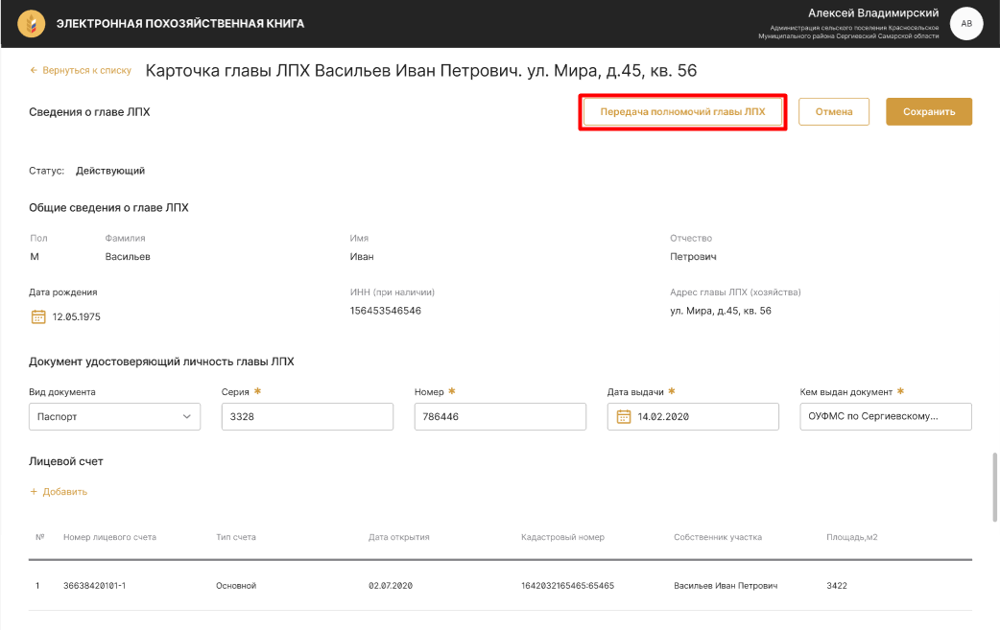 ЭЛЕКТРОННАЯ ПОХОЗЯЙСТВЕННАЯ КНИГА
Алексей Владимирский
Администрация сельского поселения Красносельское
Муниципального района Сергиевский Самарской области
АВ
← Вернуться к списку Карточка главы ЛПХ Васильев Иван Петрович. ул. Мира, д.45, кв. 56
Сведения о главе ЛПХ Передача полномочий главы ЛПХ Отмена Сохранить
Статус: Действующий
Общие сведения о главе ЛПХ
Пол Фамилия Имя Отчество
М Васильев Иван Петрович
Дата рождения ИНН (при наличии) Адрес главы ЛПХ (хозяйства)
12.05.1975 156453546546 ул. Мира, д.45, кв. 56
Документ удостоверяющий личность главы ЛПХ
Вид документа Серия * Номер * Дата выдачи * Кем выдан документ *
Паспорт 3328 786446 14.02.2020 ОУФМС по Сергиевскому...
Лицевой счет
+ Добавить
№ Номер лицевого счета Тип счета Дата открытия Кадастровый номер Собственник участка Площадь,м2
1 36638420101-1 Основной 02.07.2020 1642032165465:65465 Васильев Иван Петрович 3422